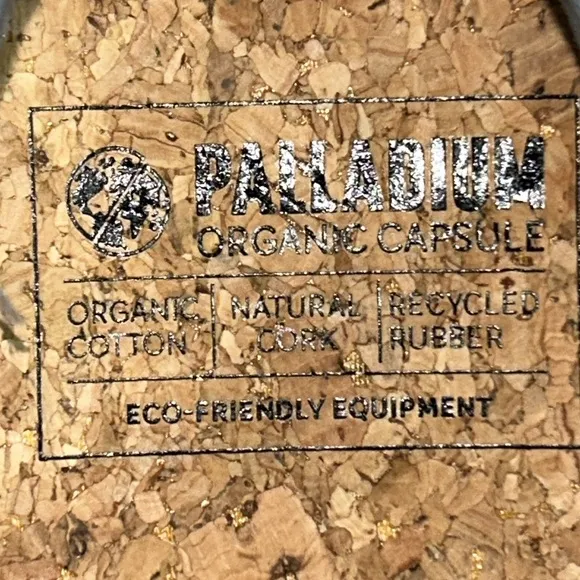 PALLADIUM
ORGANIC CAPSULE
ORGANIC COTTON
NATURAL CORK
RECYCLED RUBBER
ECO-FRIENDLY EQUIPMENT